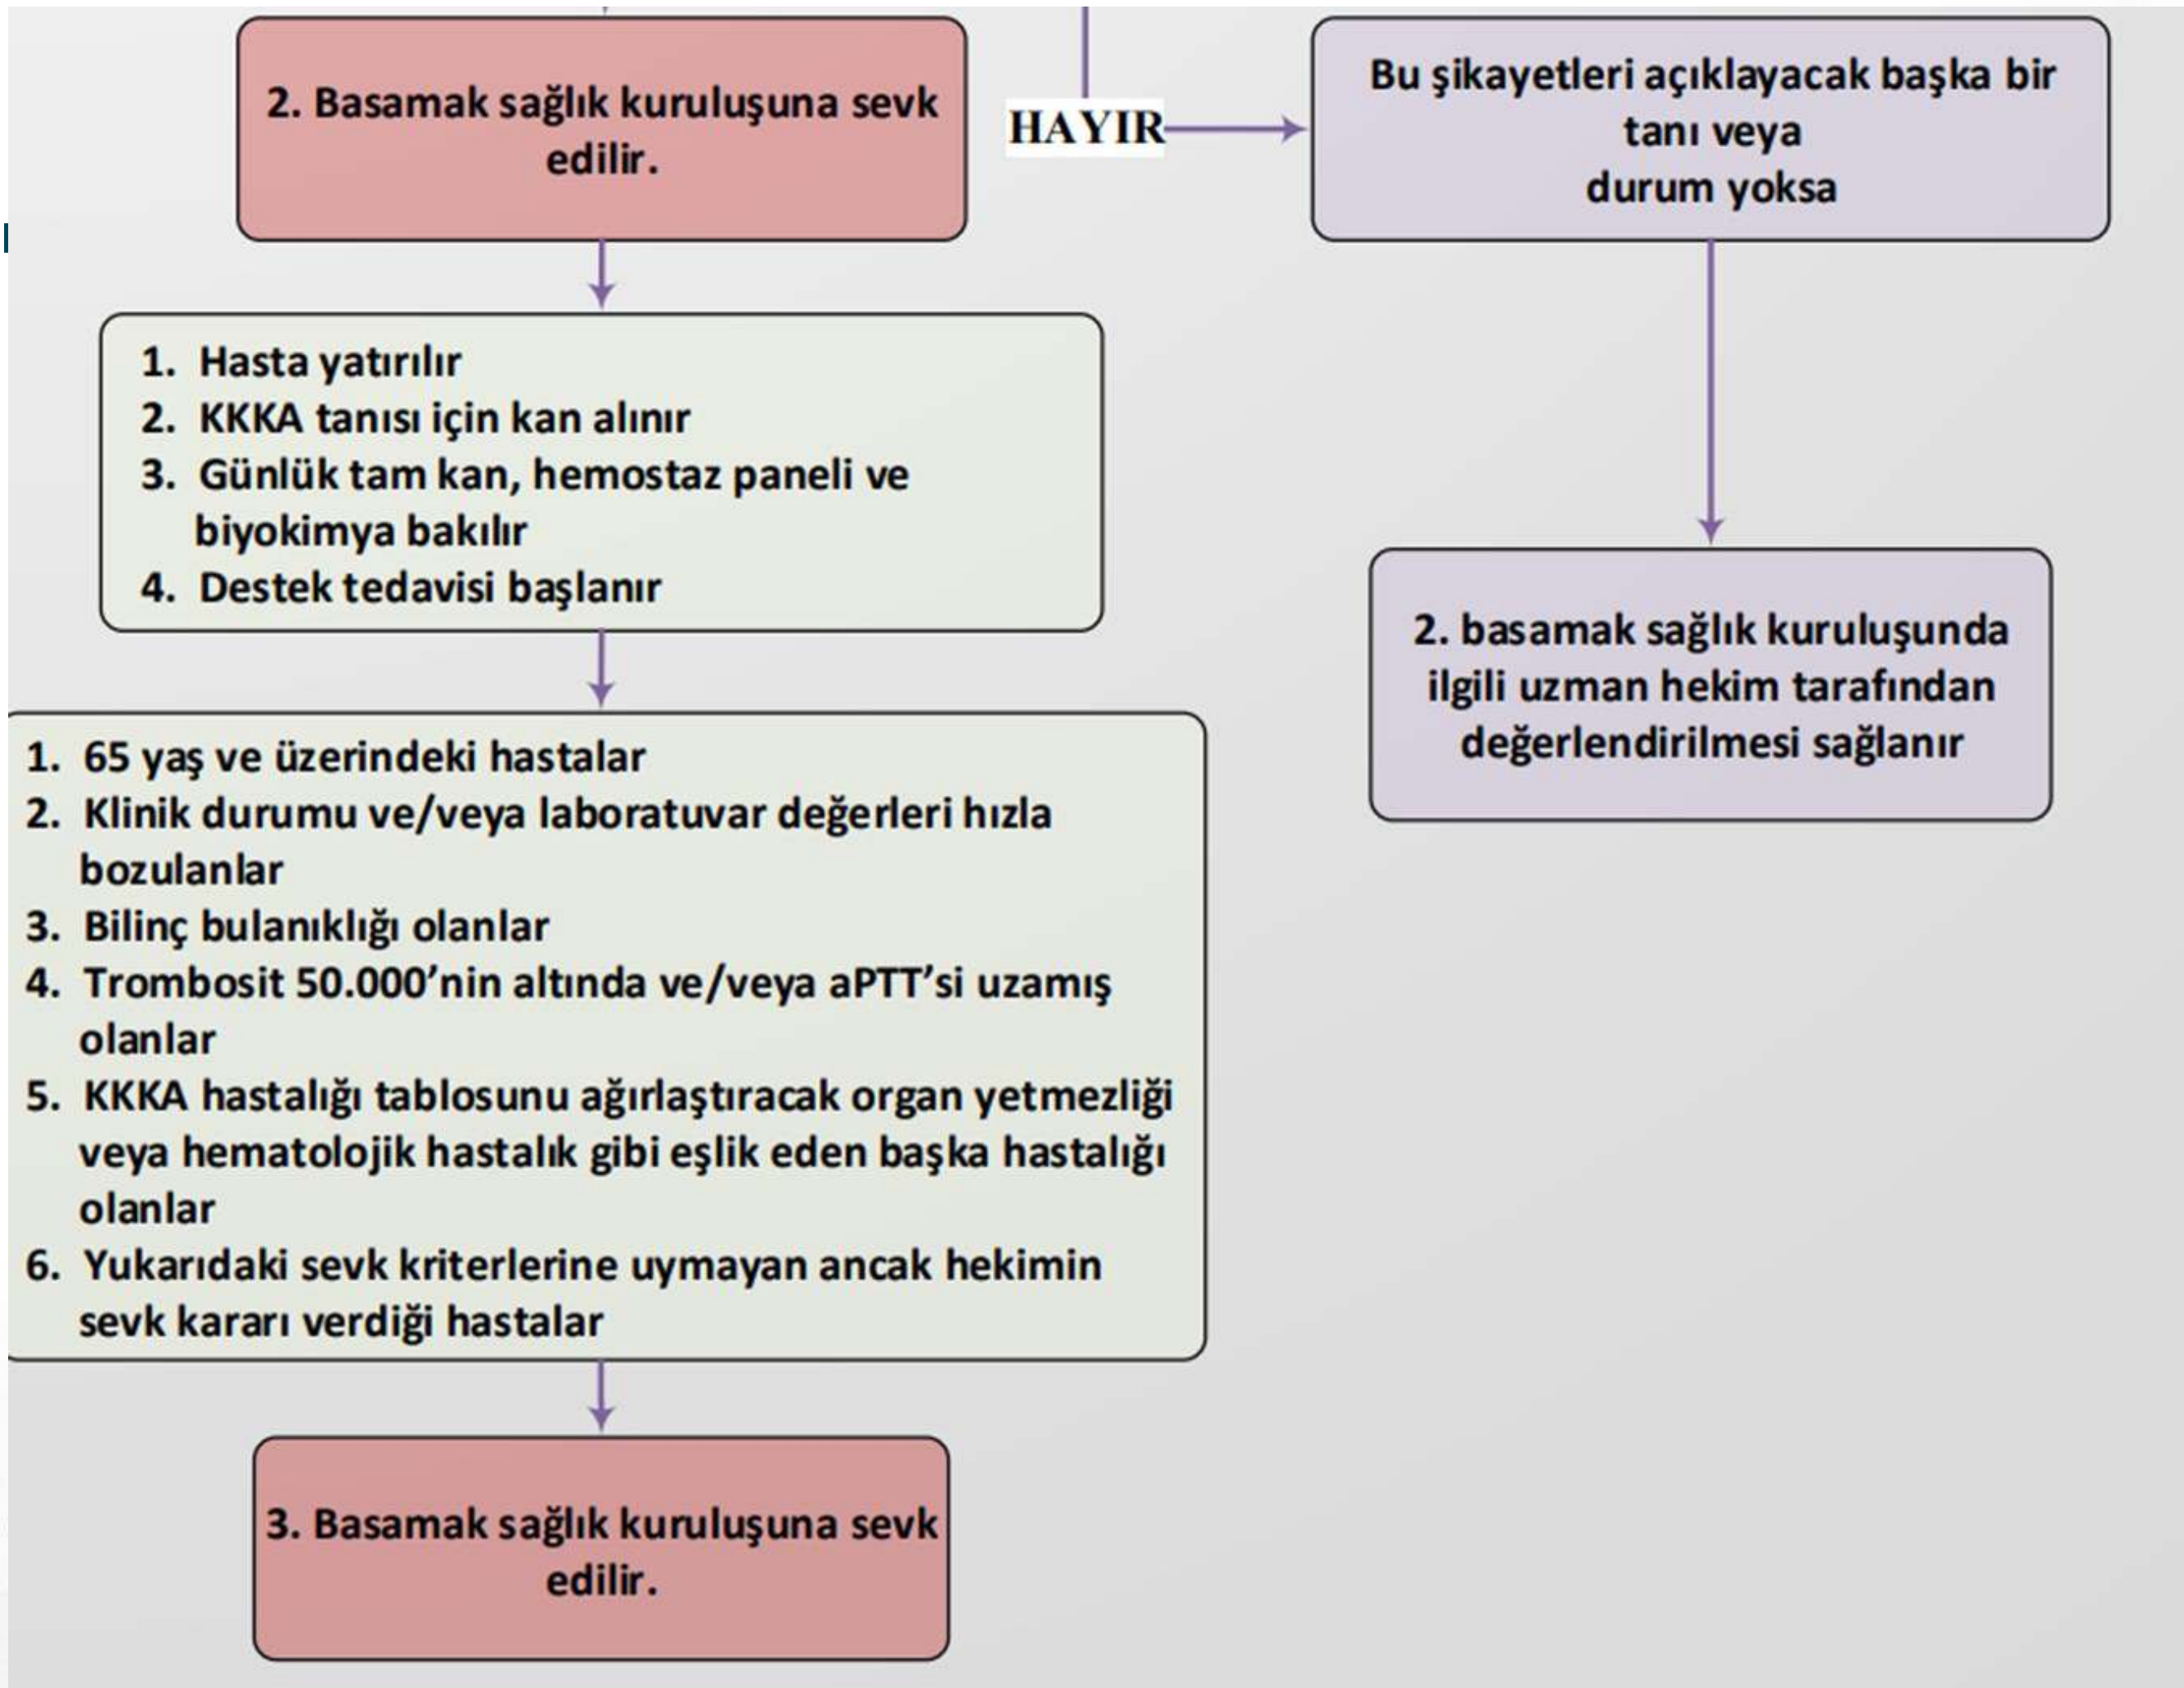 2. Basamak sağlık kuruluşuna sevk
edilir.
HAYIR
Bu şikayetleri açıklayacak başka bir
tanı veya
durum yoksa
1. Hasta yatırılır
2. KKKA tanısı için kan alınır
3. Günlük tam kan, hemostaz paneli ve
biyokimya bakılır
4. Destek tedavisi başlanır
2. basamak sağlık kuruluşunda
ilgili uzman hekim tarafından
değerlendirilmesi sağlanır
1. 65 yaş ve üzerindeki hastalar
2. Klinik durumu ve/veya laboratuvar değerleri hızla
bozulanlar
3. Bilinç bulanıklığı olanlar
4. Trombosit 50.000’nin altında ve/veya aPTT’si uzamış
olanlar
5. KKKA hastalığı tablosunu ağırlaştıracak organ yetmezliği
veya hematolojik hastalık gibi eşlik eden başka hastalığı
olanlar
6. Yukarıdaki sevk kriterlerine uymayan ancak hekimin
sevk kararı verdiği hastalar
3. Basamak sağlık kuruluşuna sevk
edilir.